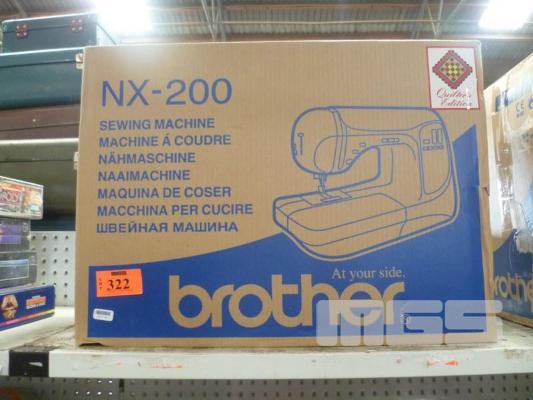 NX-200
SEWING MACHINE
MACHINE Á COUDRE
NÄHMASCHINE
NAAIMACHINE
MAQUINA DE COSER
MACCHINA PER CUCIRE
ШВЕЙНАЯ МАШИНА
Quilter's
Edition
At your side.
brother
LOT
322
MGS